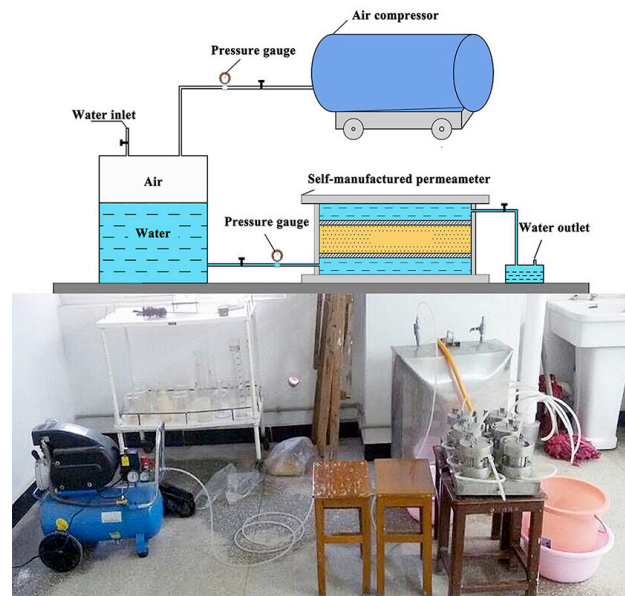 Air compressor
Pressure gauge
Water inlet
Air
Self-manufactured permeameter
Pressure gauge
Water outlet
Water